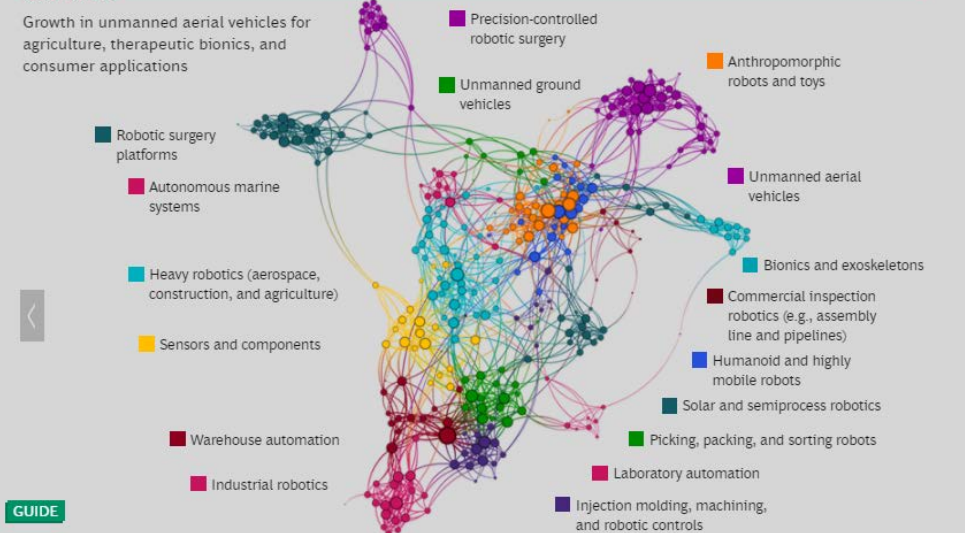 Growth in unmanned aerial vehicles for
agriculture, therapeutic bionics, and
consumer applications
Precision-controlled
robotic surgery
Anthropomorphic
robots and toys
Unmanned ground
vehicles
Robotic surgery
platforms
Autonomous marine
systems
Unmanned aerial
vehicles
Heavy robotics (aerospace,
construction, and agriculture)
Bionics and exoskeletons
Commercial inspection
robotics (e.g., assembly
line and pipelines)
Sensors and components
Humanoid and highly
mobile robots
Solar and semiprocess robotics
Warehouse automation
Picking, packing, and sorting robots
Industrial robotics
Laboratory automation
Injection molding, machining,
and robotic controls
GUIDE